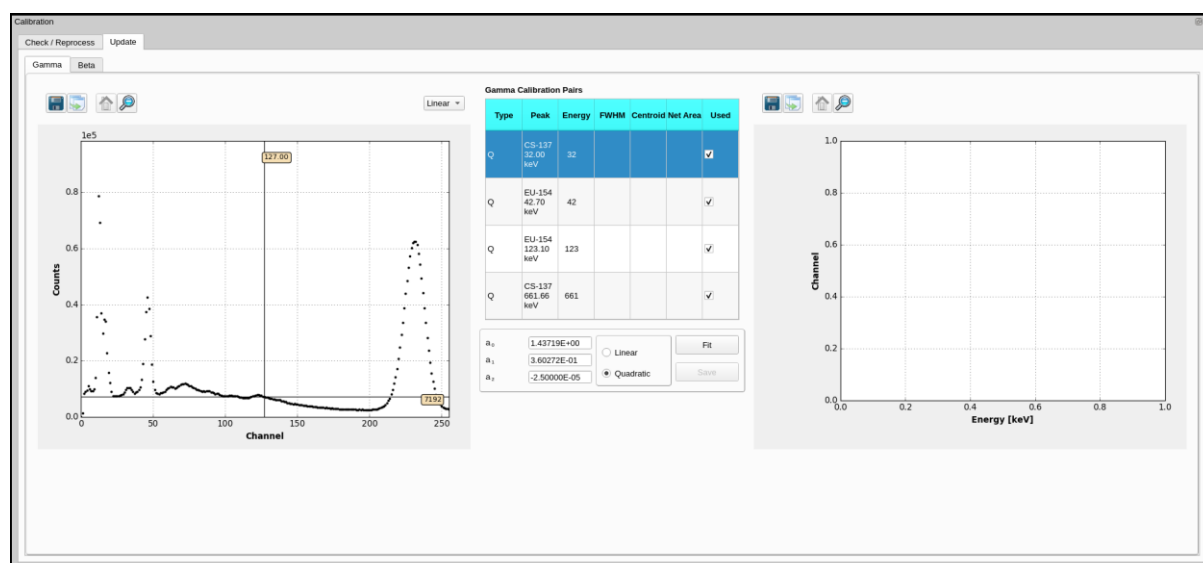 Calibration
Check / Reprocess Update
Gamma Beta
Linear
1e5
127.00
0.8
0.6
0.4
0.2
0.0
Counts
7192
0 50 100 150 200 250
Channel
Gamma Calibration Pairs
Type Peak Energy FWHM Centroid Net Area Used
Q CS-137 32.00 keV 32
Q EU-154 42.70 keV 42
Q EU-154 123.10 keV 123
Q CS-137 661.66 keV 661
a₀ 1.43719E+00
a₁ 3.60272E-01
a₂ -2.50000E-05
Linear
Quadratic
Fit
Save
1.0
0.8
0.6
0.4
0.2
0.0
Channel
0.0 0.2 0.4 0.6 0.8 1.0
Energy [keV]